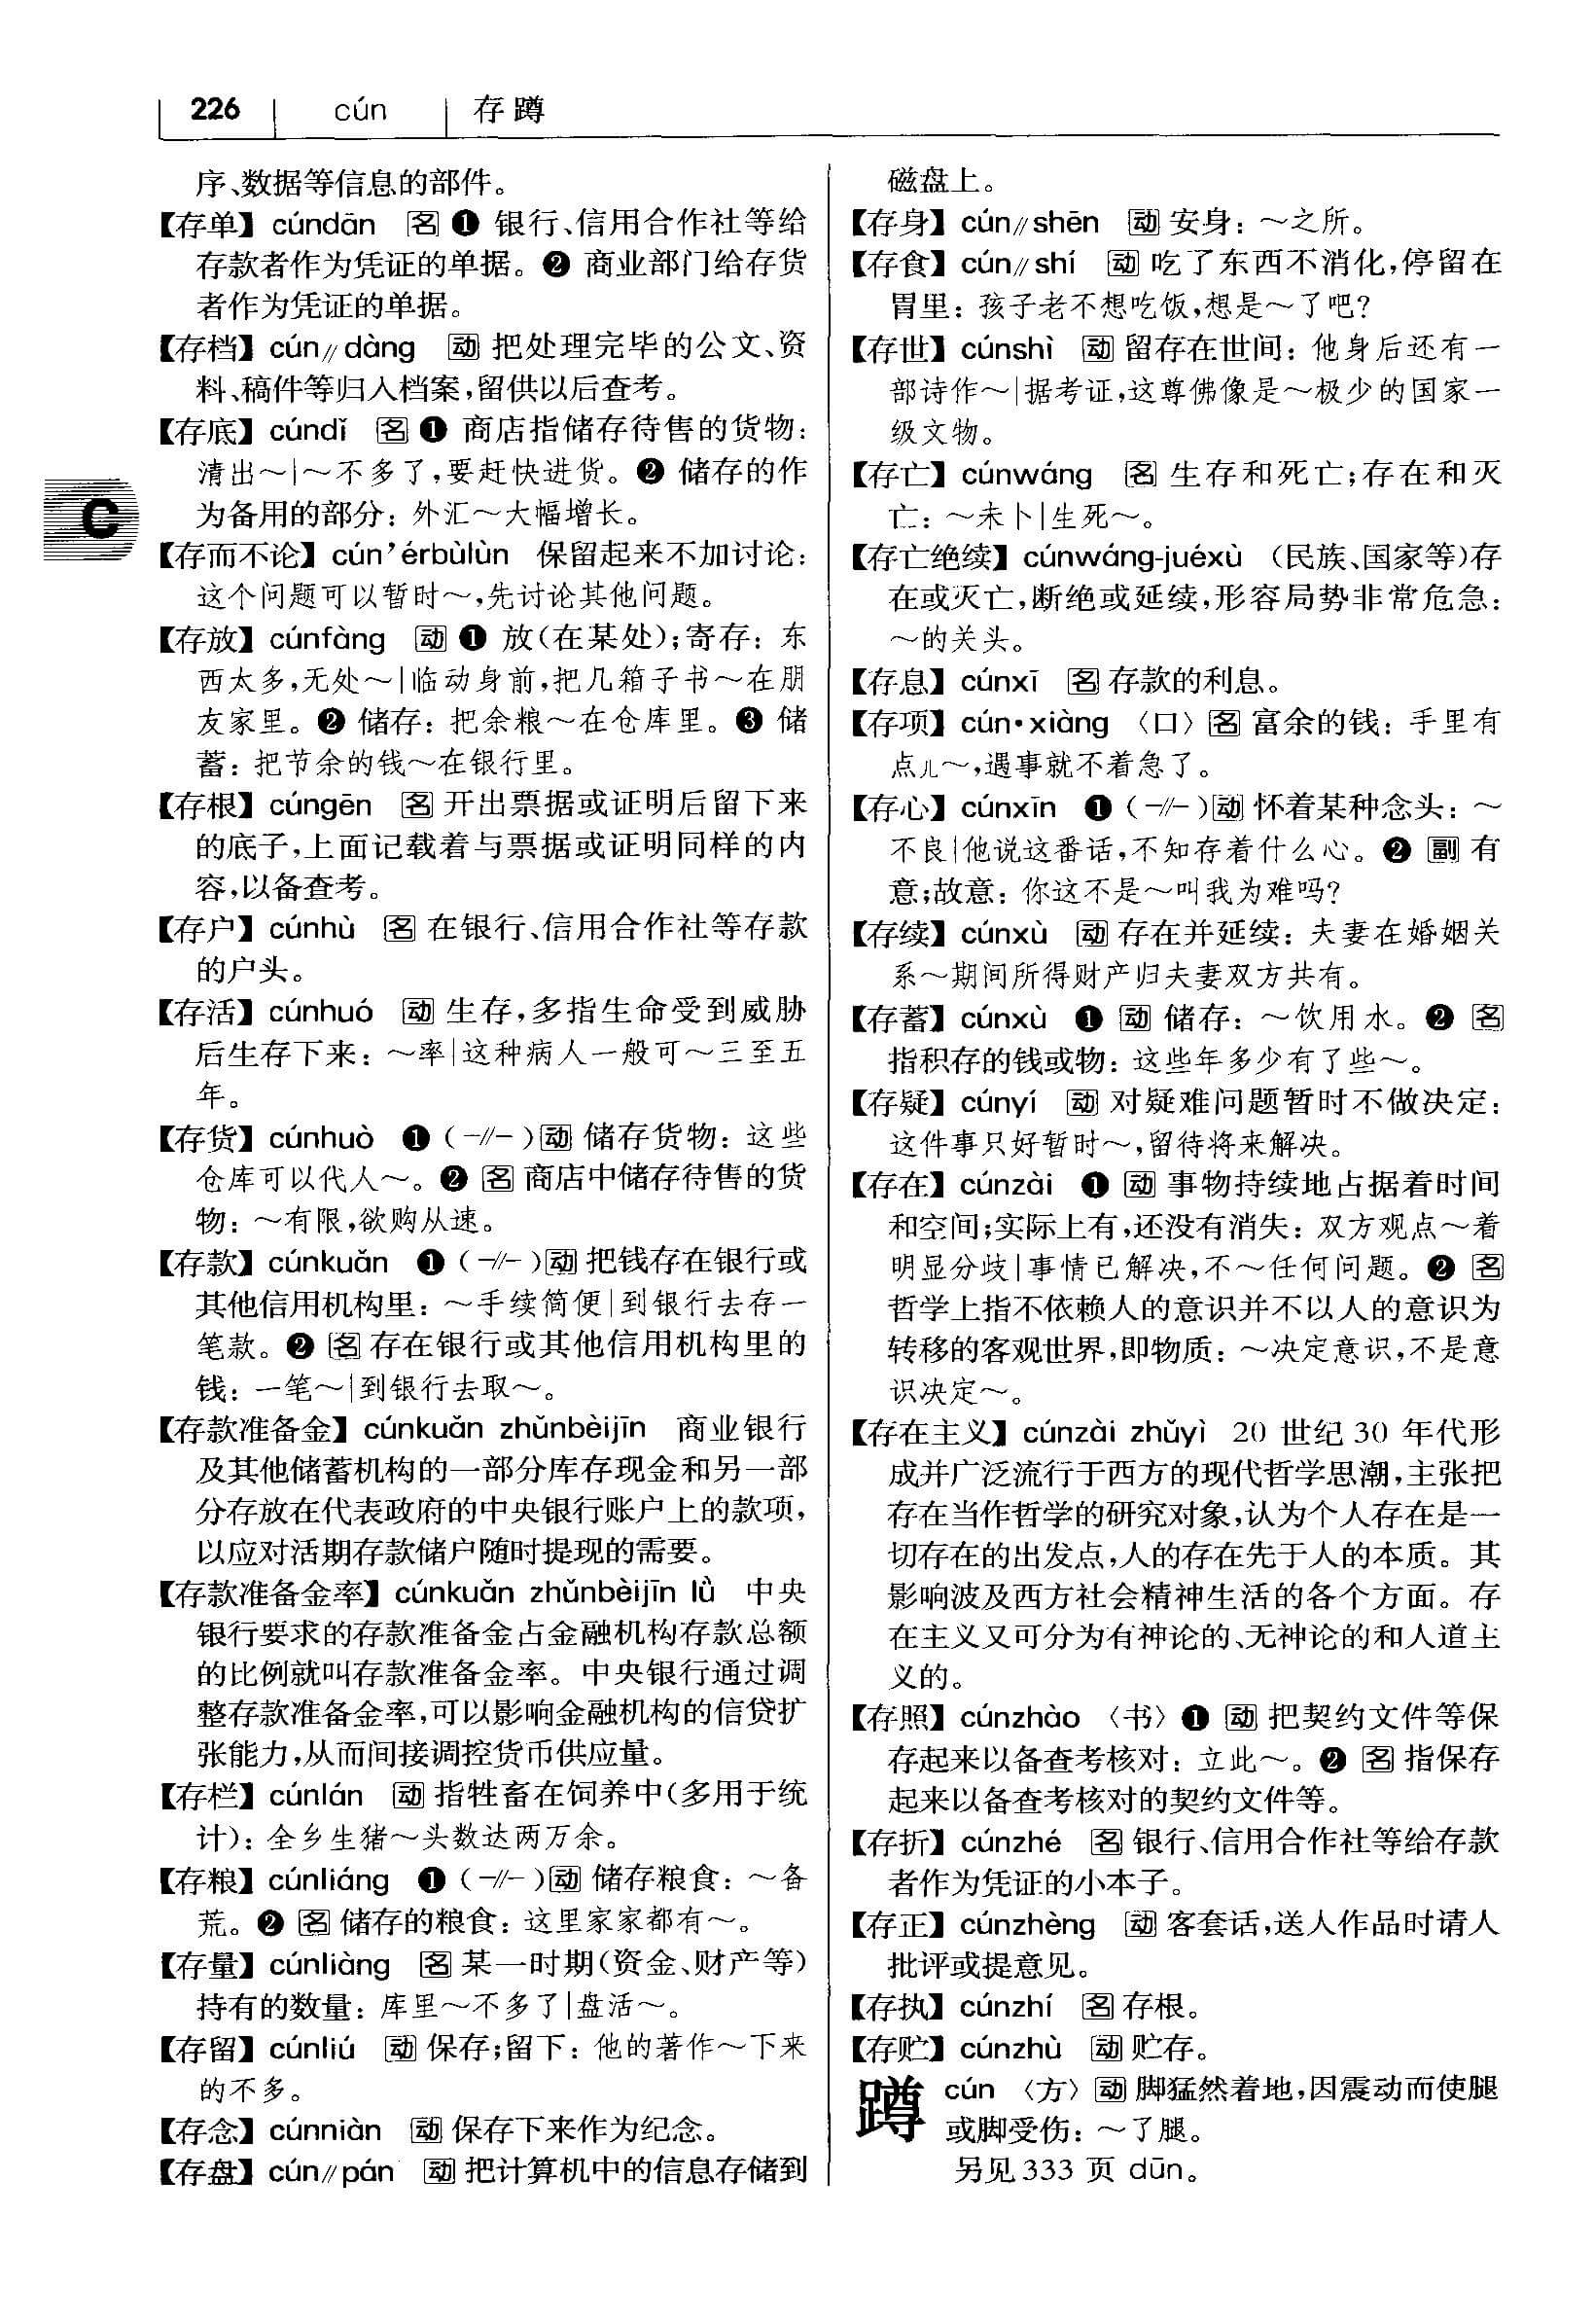 226 cún 存 蹲
序、数据等信息的部件。
【存单】 cúndān 名 ❶ 银行、信用合作社等给
存款者作为凭证的单据。❷ 商业部门给存货
者作为凭证的单据。
【存档】 cún∥dàng 动 把处理完毕的公文、资
料、稿件等归入档案,留供以后查考。
【存底】 cúndǐ 名 ❶ 商店指储存待售的货物:
清出～|～不多了,要赶快进货。❷ 储存的作
为备用的部分: 外汇～大幅增长。
【存而不论】 cún’érbùlùn 保留起来不加讨论:
这个问题可以暂时～,先讨论其他问题。
【存放】 cúnfàng 动 ❶ 放(在某处);寄存: 东
西太多,无处～|临动身前,把几箱子书～在朋
友家里。❷ 储存: 把余粮～在仓库里。❸ 储
蓄: 把节余的钱～在银行里。
【存根】 cúngēn 名 开出票据或证明后留下来
的底子,上面记载着与票据或证明同样的内
容,以备查考。
【存户】 cúnhù 名 在银行、信用合作社等存款
的户头。
【存活】 cúnhuó 动 生存,多指生命受到威胁
后生存下来: ～率|这种病人一般可～三至五
年。
【存货】 cúnhuò ❶ (-∥-)动 储存货物: 这些
仓库可以代人～。❷ 名 商店中储存待售的货
物: ～有限,欲购从速。
【存款】 cúnkuǎn ❶ (-∥-)动 把钱存在银行或
其他信用机构里: ～手续简便|到银行去存一
笔款。❷ 名 存在银行或其他信用机构里的
钱: 一笔～|到银行去取～。
【存款准备金】 cúnkuǎn zhǔnbèijīn 商业银行
及其他储蓄机构的一部分库存现金和另一部
分存放在代表政府的中央银行账户上的款项,
以应对活期存款储户随时提现的需要。
【存款准备金率】 cúnkuǎn zhǔnbèijīn lǜ 中央
银行要求的存款准备金占金融机构存款总额
的比例就叫存款准备金率。中央银行通过调
整存款准备金率,可以影响金融机构的信贷扩
张能力,从而间接调控货币供应量。
【存栏】 cúnlán 动 指牲畜在饲养中(多用于统
计): 全乡生猪～头数达两万余。
【存粮】 cúnliáng ❶ (-∥-)动 储存粮食: ～备
荒。❷ 名 储存的粮食: 这里家家都有～。
【存量】 cúnliàng 名 某一时期(资金、财产等)
持有的数量: 库里～不多了|盘活～。
【存留】 cúnliú 动 保存;留下: 他的著作～下来
的不多。
【存念】 cúnniàn 动 保存下来作为纪念。
【存盘】 cún∥pán 动 把计算机中的信息存储到
C
磁盘上。
【存身】 cún∥shēn 动 安身: ～之所。
【存食】 cún∥shí 动 吃了东西不消化,停留在
胃里: 孩子老不想吃饭,想是～了吧?
【存世】 cúnshì 动 留存在世间: 他身后还有一
部诗作～|据考证,这尊佛像是～极少的国家一
级文物。
【存亡】 cúnwáng 名 生存和死亡;存在和灭
亡: ～未卜|生死～。
【存亡绝续】 cúnwáng-juéxù (民族、国家等)存
在或灭亡,断绝或延续,形容局势非常危急:
～的关头。
【存息】 cúnxī 名 存款的利息。
【存项】 cún·xiàng 〈口〉 名 富余的钱: 手里有
点儿～,遇事就不着急了。
【存心】 cúnxīn ❶ (-∥-)动 怀着某种念头: ～
不良|他说这番话,不知存着什么心。❷ 副 有
意;故意: 你这不是～叫我为难吗?
【存续】 cúnxù 动 存在并延续: 夫妻在婚姻关
系～期间所得财产归夫妻双方共有。
【存蓄】 cúnxù ❶ 动 储存: ～饮用水。❷ 名
指积存的钱或物: 这些年多少有了些～。
【存疑】 cúnyí 动 对疑难问题暂时不做决定:
这件事只好暂时～,留待将来解决。
【存在】 cúnzài ❶ 动 事物持续地占据着时间
和空间;实际上有,还没有消失: 双方观点～着
明显分歧|事情已解决,不～任何问题。❷ 名
哲学上指不依赖人的意识并不以人的意识为
转移的客观世界,即物质: ～决定意识,不是意
识决定～。
【存在主义】 cúnzài zhǔyì 20 世纪 30 年代形
成并广泛流行于西方的现代哲学思潮,主张把
存在当作哲学的研究对象,认为个人存在是一
切存在的出发点,人的存在先于人的本质。其
影响波及西方社会精神生活的各个方面。存
在主义又可分为有神论的、无神论的和人道主
义的。
【存照】 cúnzhào 〈书〉 ❶ 动 把契约文件等保
存起来以备查考核对: 立此～。❷ 名 指保存
起来以备查考核对的契约文件等。
【存折】 cúnzhé 名 银行、信用合作社等给存款
者作为凭证的小本子。
【存正】 cúnzhèng 动 客套话,送人作品时请人
批评或提意见。
【存执】 cúnzhí 名 存根。
【存贮】 cúnzhù 动 贮存。
蹲 cún 〈方〉 动 脚猛然着地,因震动而使腿
或脚受伤: ～了腿。
另见333 页 dūn。